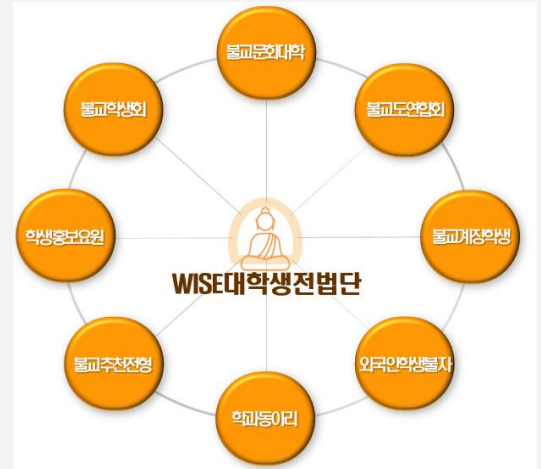 불교문화대학
불교학생회
불교도연합회
학생홍보요원
불교계장학생
WISE대학생전법단
불교추천전형
외국인학생불자
학과동아리